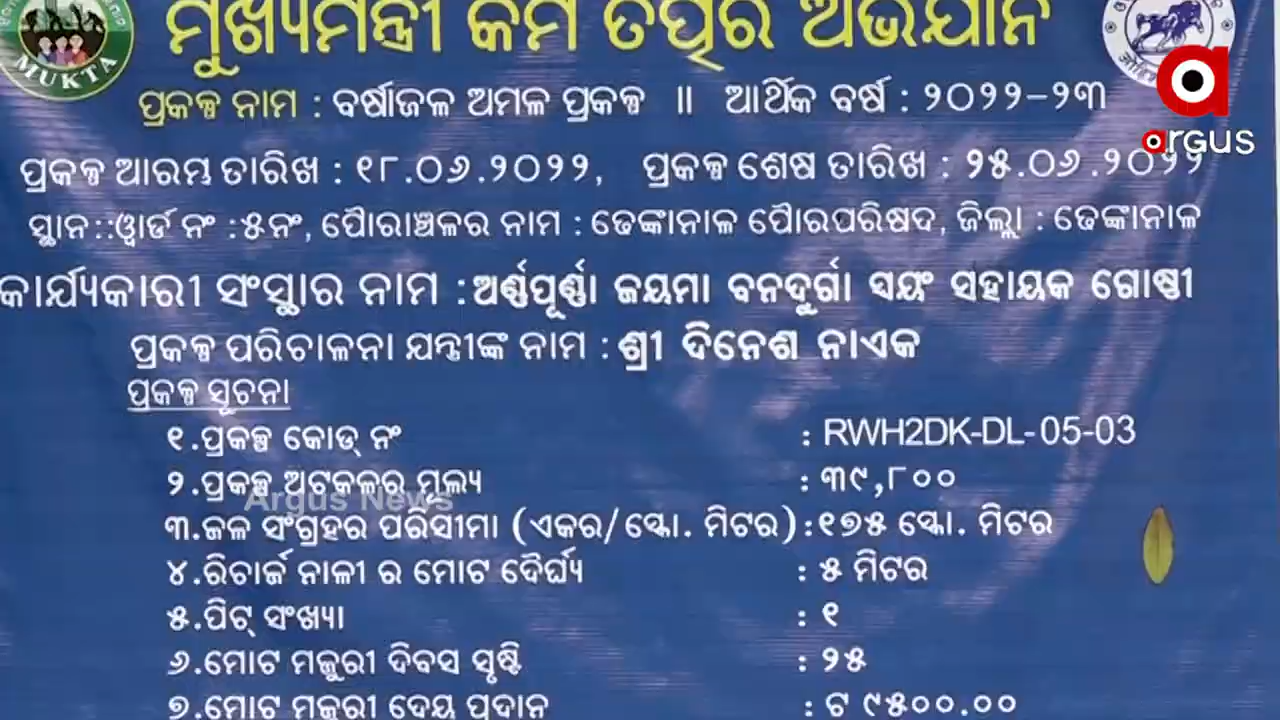 ମୁଖ୍ୟମନ୍ତ୍ରୀ କର୍ମ ତତ୍ପର ଅଭିଯାନ
MUKTA
argus
ପ୍ରକଳ୍ପ ନାମ : ବର୍ଷାଜଳ ଅମଳ ପ୍ରକଳ୍ପ ॥ ଆର୍ଥିକ ବର୍ଷ : ୨୦୨୨-୨୩
ପ୍ରକଳ୍ପ ଆରମ୍ଭ ତାରିଖ : ୧୮.୦୬.୨୦୨୨, ପ୍ରକଳ୍ପ ଶେଷ ତାରିଖ : ୨୫.୦୬.୨୦୨୨
ସ୍ଥାନ::ୱାର୍ଡ ନଂ :୫ନଂ, ପୌରାଞ୍ଚଳର ନାମ : ଢେଙ୍କାନାଳ ପୌରପରିଷଦ, ଜିଲ୍ଲା : ଢେଙ୍କାନାଳ
କାର୍ଯ୍ୟକାରୀ ସଂସ୍ଥାର ନାମ : ଅର୍ଣ୍ଣପୂର୍ଣ୍ଣା ଜୟମା ବନଦୁର୍ଗା ସୟଂ ସହାୟକ ଗୋଷ୍ଠୀ
ପ୍ରକଳ୍ପ ପରିଚାଳନା ଯନ୍ତ୍ରୀଙ୍କ ନାମ : ଶ୍ରୀ ଦିନେଶ ନାଏକ
ପ୍ରକଳ୍ପ ସୂଚନା
୧.ପ୍ରକଳ୍ପ କୋଡ୍ ନଂ : RWH2DK-DL-05-03
୨.ପ୍ରକଳ୍ପ ଅଟକଳର ମୂଲ୍ୟ : ୩୯,୮୦୦
Argus News
୩.ଜଳ ସଂଗ୍ରହର ପରିସୀମା (ଏକର/ସ୍କୋ. ମିଟର) :୧୭୫ ସ୍କୋ. ମିଟର
୪.ରିଚାର୍ଜ ନାଳୀ ର ମୋଟ ଦୈର୍ଘ୍ୟ : ୫ ମିଟର
୫.ପିଟ୍ ସଂଖ୍ୟା : ୧
୬.ମୋଟ ମଜୁରୀ ଦିବସ ସୃଷ୍ଟି : ୨୫
୭.ମୋଟ ମଜୁରୀ ଦେୟ ପ୍ରଦାନ : ଟ ୯୫୦୦.୦୦